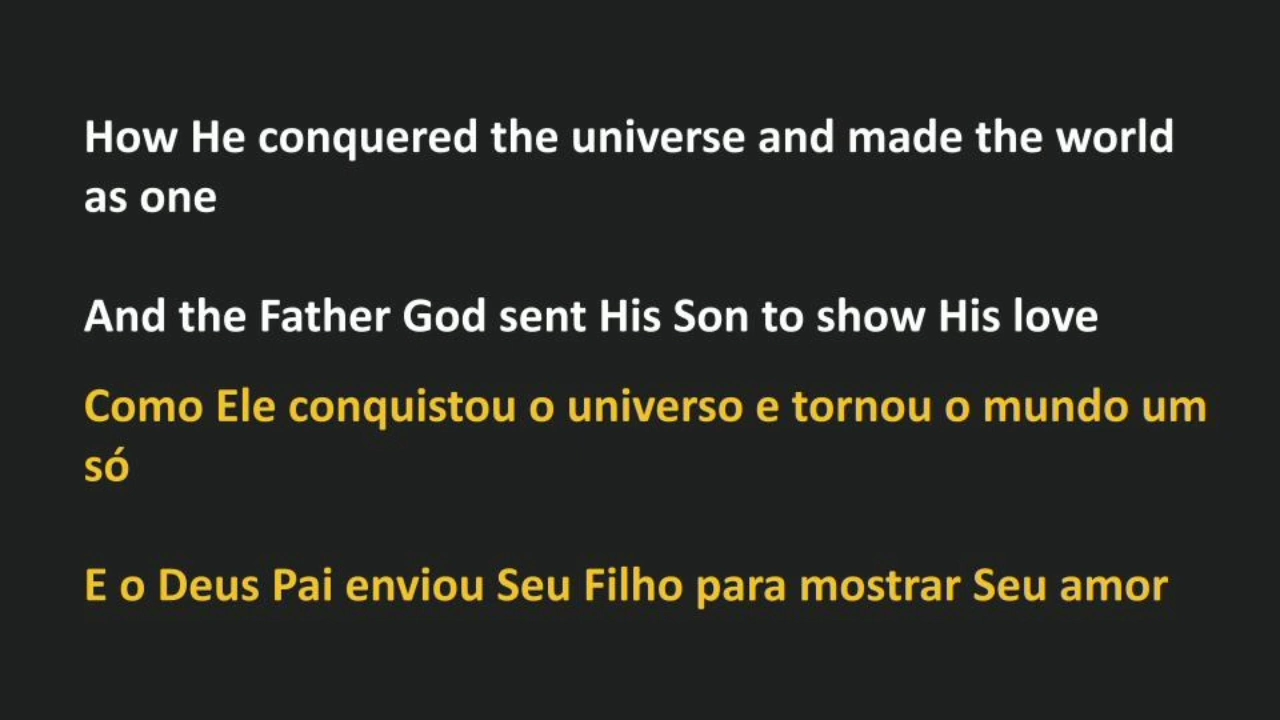 How He conquered the universe and made the world
as one
And the Father God sent His Son to show His love
Como Ele conquistou o universo e tornou o mundo um
só
E o Deus Pai enviou Seu Filho para mostrar Seu amor